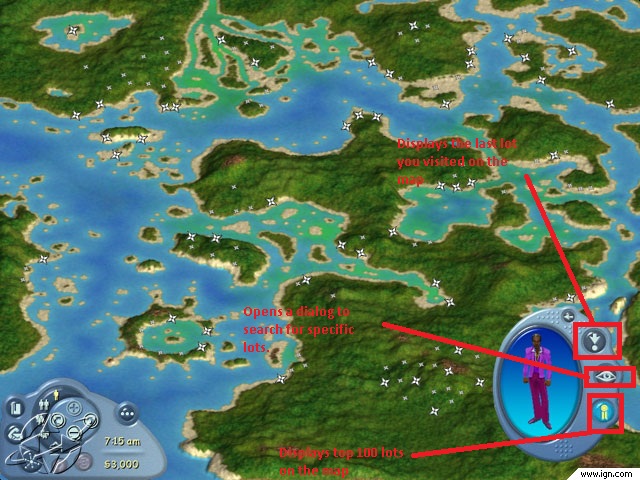 Displays the last lot
you visited on the
map
Opens a dialog to
search for specific
lots
Displays top 100 lots
on the map
7:15 am
53,000
www.ign.com